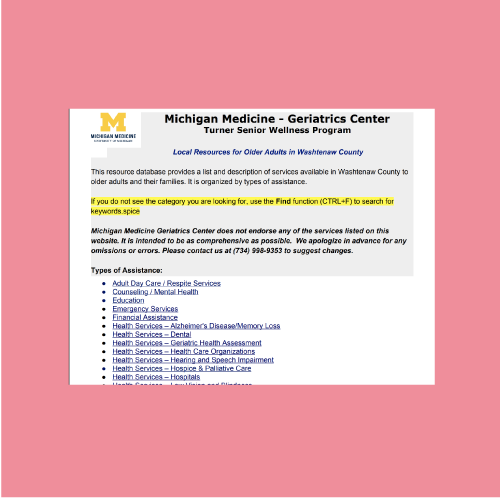 M
MICHIGAN MEDICINE
UNIVERSITY OF MICHIGAN
Michigan Medicine - Geriatrics Center
Turner Senior Wellness Program
Local Resources for Older Adults in Washtenaw County
This resource database provides a list and description of services available in Washtenaw County to
older adults and their families. It is organized by types of assistance.
If you do not see the category you are looking for, use the Find function (CTRL+F) to search for
keywords.spice
Michigan Medicine Geriatrics Center does not endorse any of the services listed on this
website. It is intended to be as comprehensive as possible. We apologize in advance for any
omissions or errors. Please contact us at (734) 998-9353 to suggest changes.
Types of Assistance:
• Adult Day Care / Respite Services
• Counseling / Mental Health
• Education
• Emergency Services
• Financial Assistance
• Health Services – Alzheimer's Disease/Memory Loss
• Health Services – Dental
• Health Services – Geriatric Health Assessment
• Health Services – Health Care Organizations
• Health Services – Hearing and Speech Impairment
• Health Services – Hospice & Palliative Care
• Health Services – Hospitals
• Health Services – Low Vision and Blindness